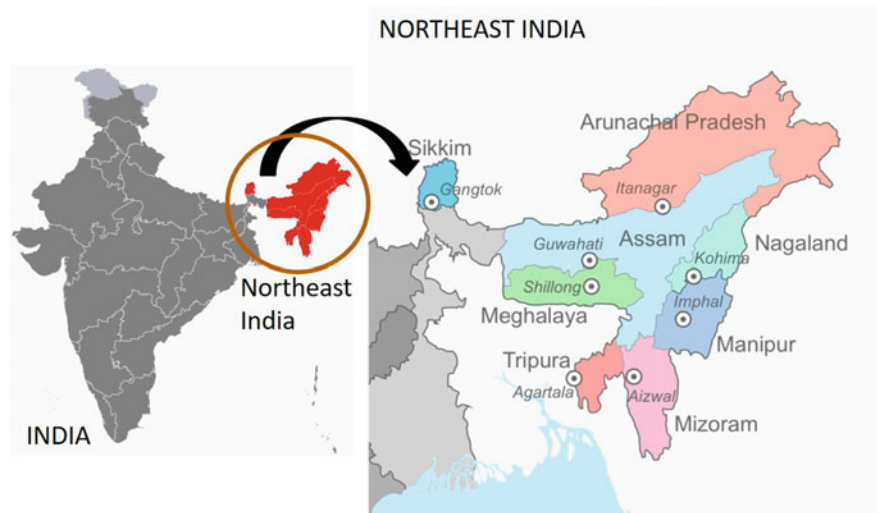 NORTHEAST INDIA
Arunachal Pradesh
Sikkim
Gangtok
Itanagar
Guwahati
Assam
Nagaland
Kohima
Shillong
Imphal
Meghalaya
Manipur
Tripura
Agartala
Aizwal
Mizoram
Northeast
India
INDIA